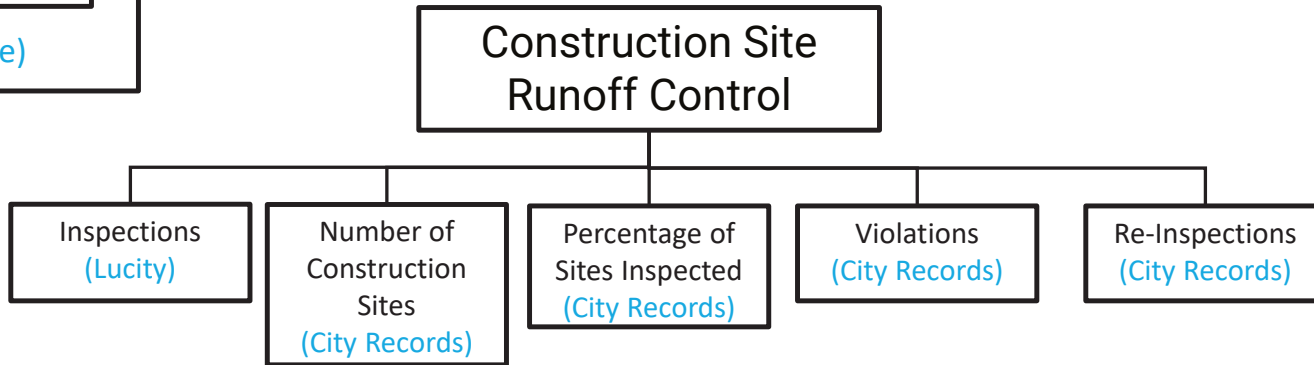 e)
Construction Site
Runoff Control
Inspections
(Lucity)
Number of
Construction
Sites
(City Records)
Percentage of
Sites Inspected
(City Records)
Violations
(City Records)
Re-Inspections
(City Records)